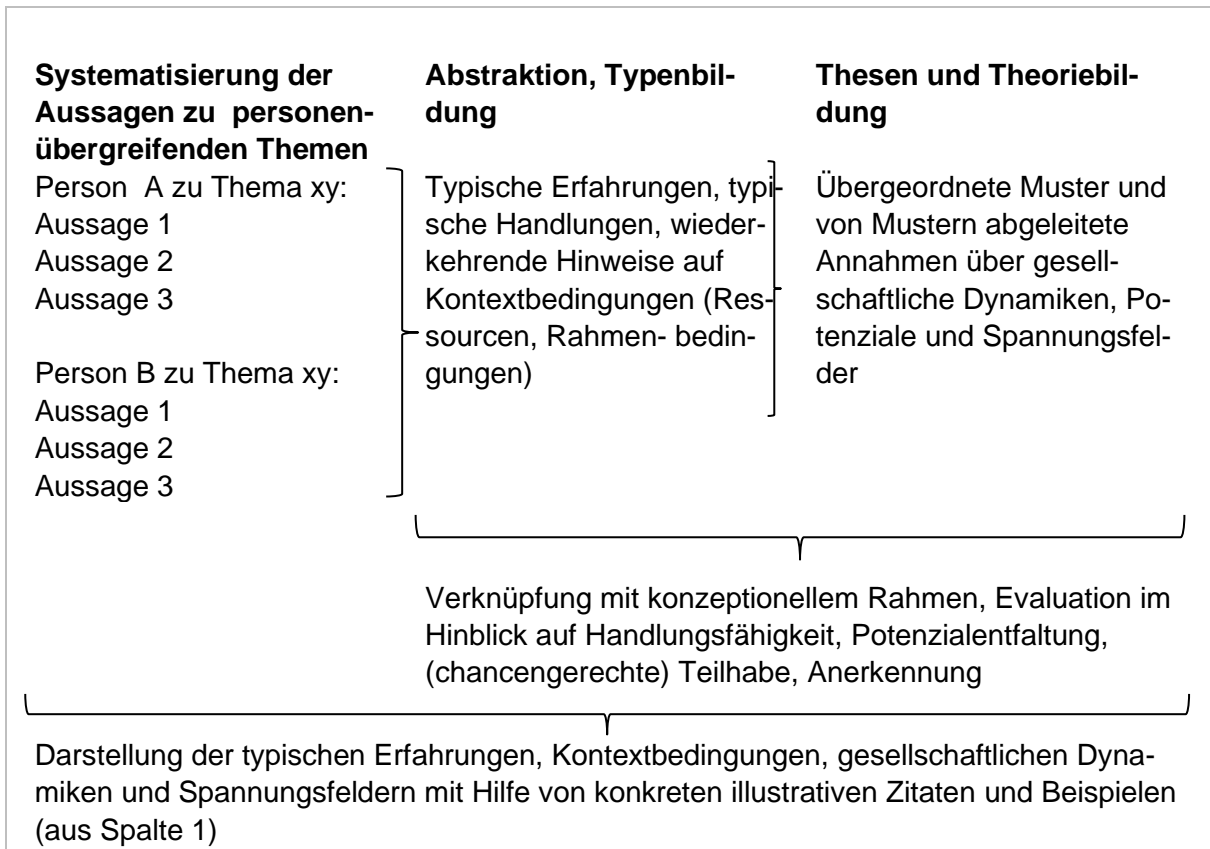 Systematisierung der
Aussagen zu personen-
übergreifenden Themen
Person A zu Thema xy:
Aussage 1
Aussage 2
Aussage 3
Person B zu Thema xy:
Aussage 1
Aussage 2
Aussage 3
Abstraktion, Typenbil-
dung
Typische Erfahrungen, typi-
sche Handlungen, wieder-
kehrende Hinweise auf
Kontextbedingungen (Res-
sourcen, Rahmen- bedin-
gungen)
Thesen und Theoriebil-
dung
Übergeordnete Muster und
von Mustern abgeleitete
Annahmen über gesell-
schaftliche Dynamiken, Po-
tenziale und Spannungsfel-
der
Verknüpfung mit konzeptionellem Rahmen, Evaluation im
Hinblick auf Handlungsfähigkeit, Potenzialentfaltung,
(chancengerechte) Teilhabe, Anerkennung
Darstellung der typischen Erfahrungen, Kontextbedingungen, gesellschaftlichen Dyna-
miken und Spannungsfeldern mit Hilfe von konkreten illustrativen Zitaten und Beispielen
(aus Spalte 1)